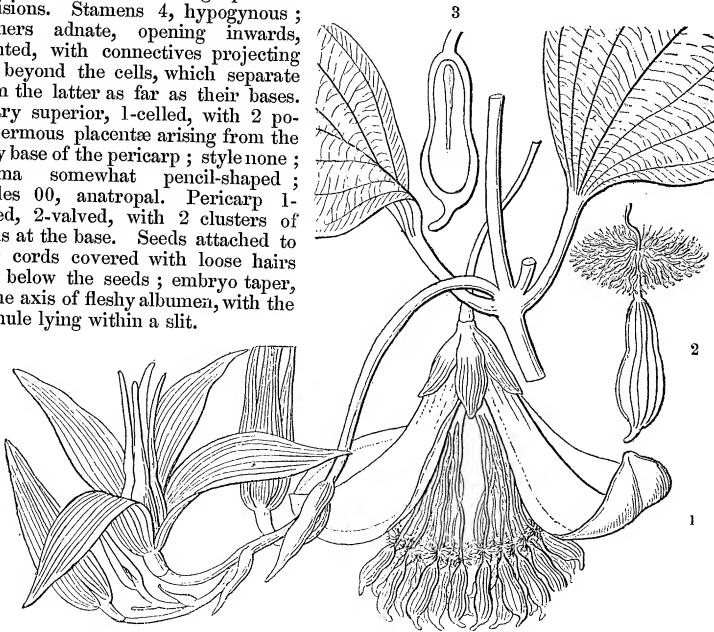 isions. Stamens 4, hypogynous ;
hers adnate, opening inwards,
nted, with connectives projecting
beyond the cells, which separate
m the latter as far as their bases.
ry superior, 1-celled, with 2 po-
ermous placentæ arising from the
y base of the pericarp ; style none ;
ma somewhat pencil-shaped ;
les 00, anatropal. Pericarp 1-
ed, 2-valved, with 2 clusters of
s at the base. Seeds attached to
cords covered with loose hairs
below the seeds ; embryo taper,
he axis of fleshy albumen, with the
mule lying within a slit.
3
2
1